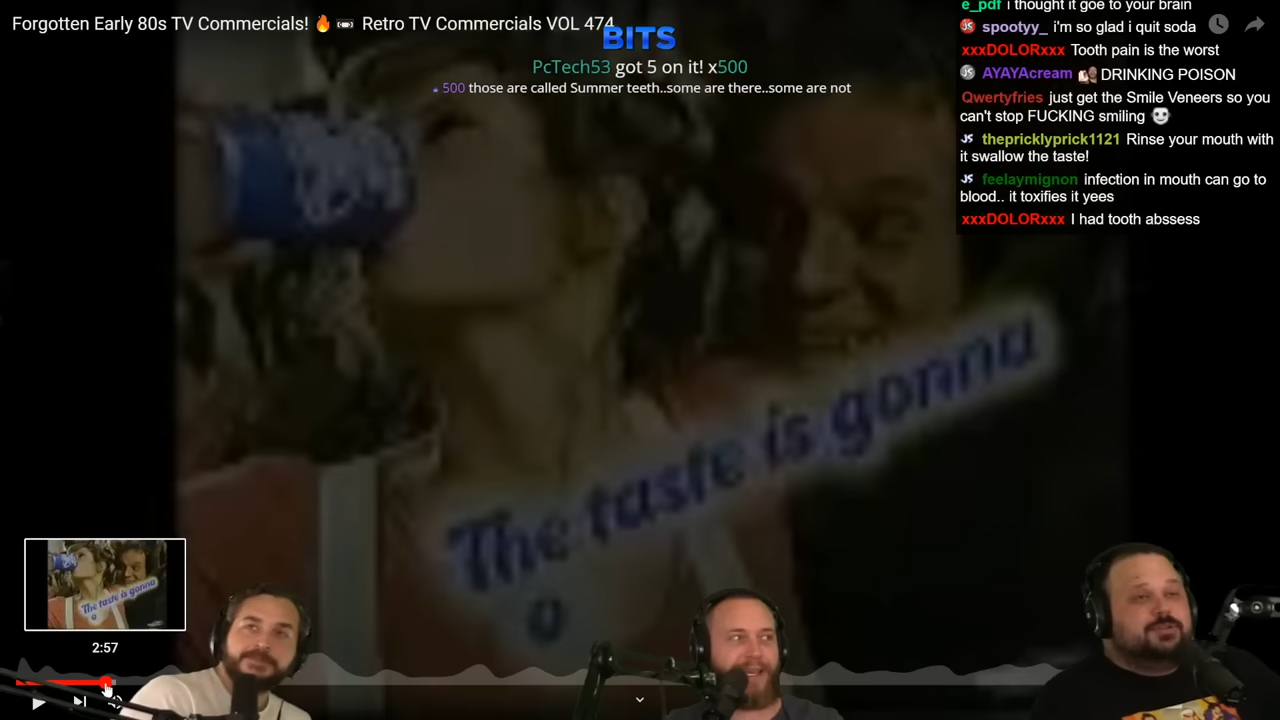 Forgotten Early 80s TV Commercials! 🔥 📼 Retro TV Commercials VOL 474
BITS
PcTech53 got 5 on it! x500
500 those are called Summer teeth..some are there..some are not
e_pdf i thought it goe to your brain
spootyy_ i'm so glad i quit soda
xxxDOLORxxx Tooth pain is the worst
AYAYAcream DRINKING POISON
Qwertyfries just get the Smile Veneers so you
can't stop FUCKING smiling
thepricklyprick1121 Rinse your mouth with
it swallow the taste!
feelaymignon infection in mouth can go to
blood.. it toxifies it yees
xxxDOLORxxx I had tooth abssess
The taste is gonna
The taste is gonna
2:57